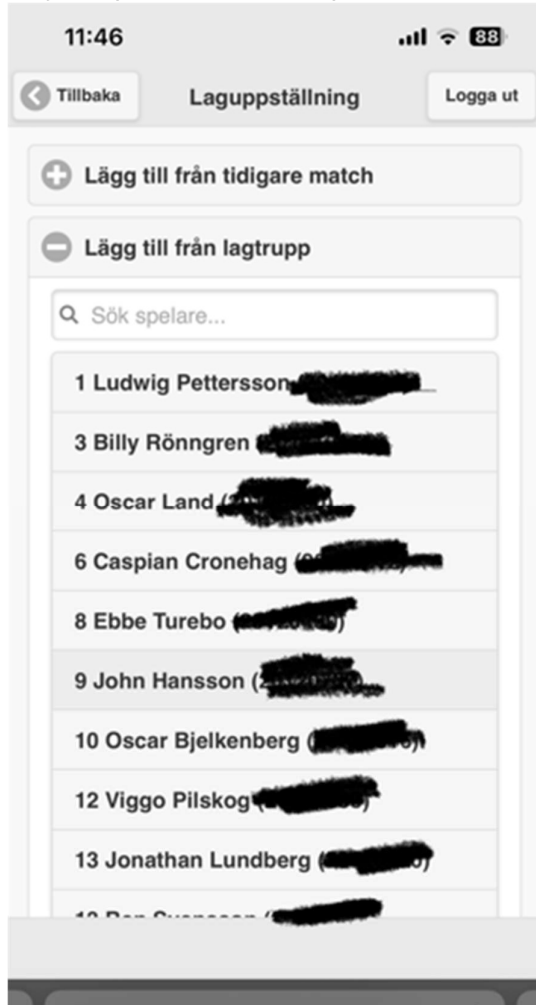 11:46 88
Tillbaka Laguppställning Logga ut
Lägg till från tidigare match
Lägg till från lagtrupp
Sök spelare...
1 Ludwig Pettersson
3 Billy Rönngren
4 Oscar Land
6 Caspian Cronehag
8 Ebbe Turebo
9 John Hansson
10 Oscar Bjelkenberg
12 Viggo Pilskog
13 Jonathan Lundberg